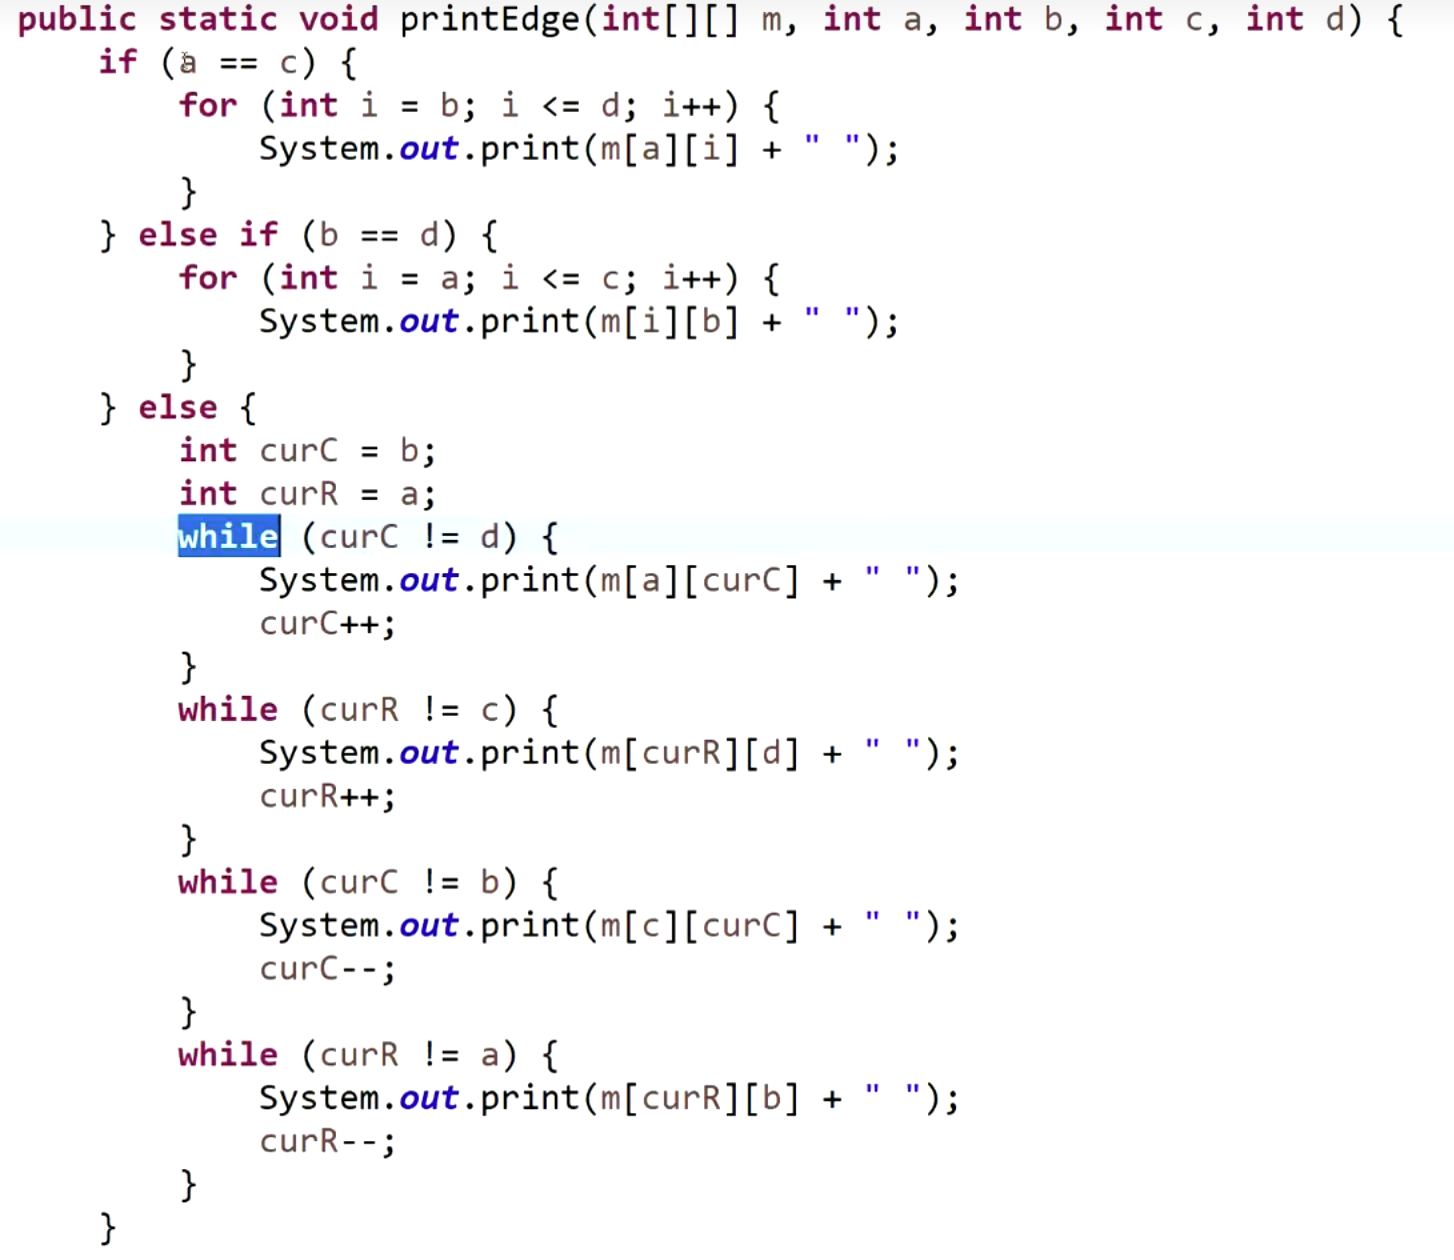 public static void printEdge(int[][] m, int a, int b, int c, int d) {
    if (a == c) {
        for (int i = b; i <= d; i++) {
            System.out.print(m[a][i] + " ");
        }
    } else if (b == d) {
        for (int i = a; i <= c; i++) {
            System.out.print(m[i][b] + " ");
        }
    } else {
        int curC = b;
        int curR = a;
        while (curC != d) {
            System.out.print(m[a][curC] + " ");
            curC++;
        }
        while (curR != c) {
            System.out.print(m[curR][d] + " ");
            curR++;
        }
        while (curC != b) {
            System.out.print(m[c][curC] + " ");
            curC--;
        }
        while (curR != a) {
            System.out.print(m[curR][b] + " ");
            curR--;
        }
    }